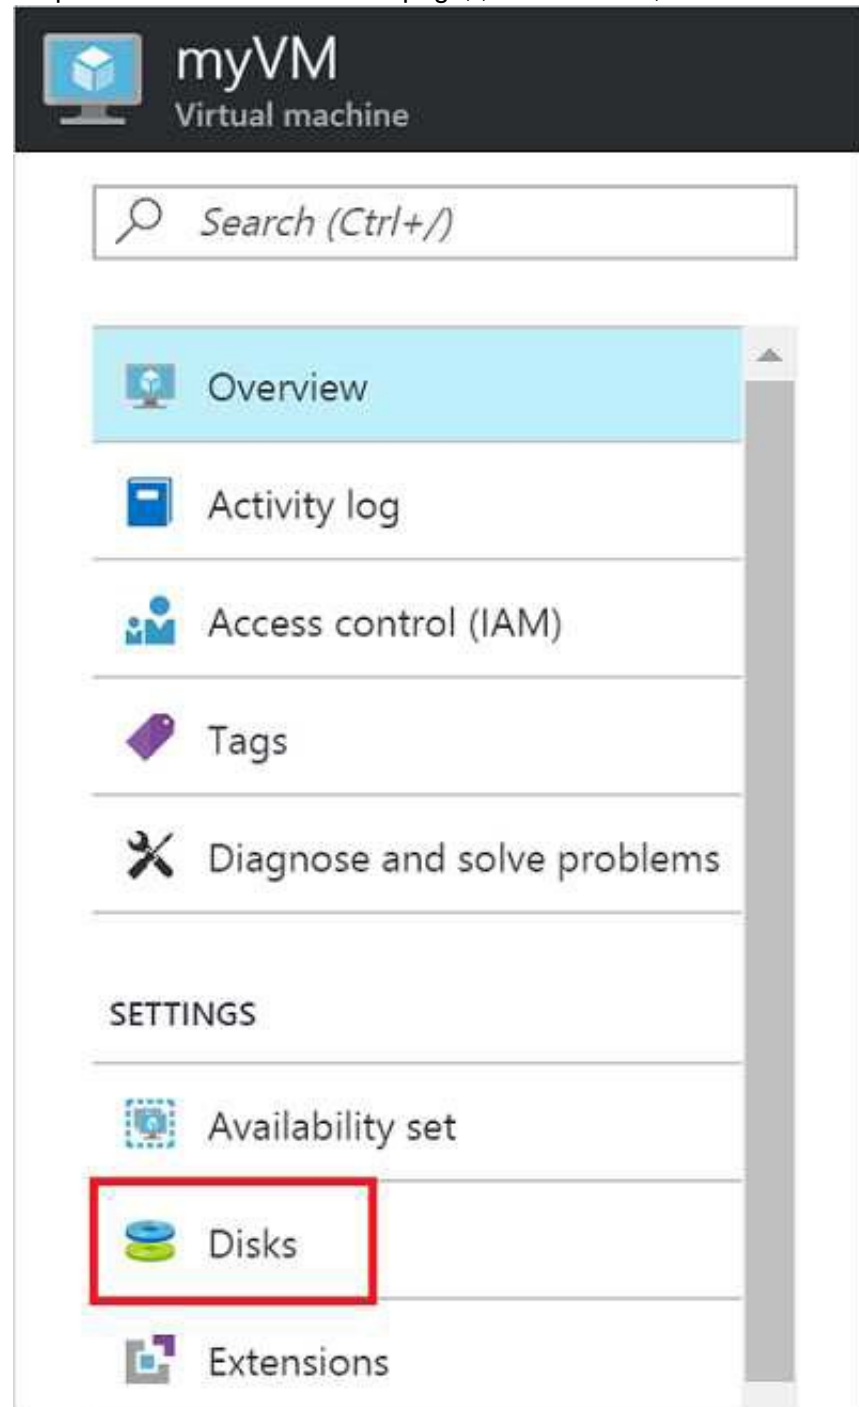 myVM
Virtual machine
Search (Ctrl+/)
Overview
Activity log
Access control (IAM)
Tags
Diagnose and solve problems
SETTINGS
Availability set
Disks
Extensions